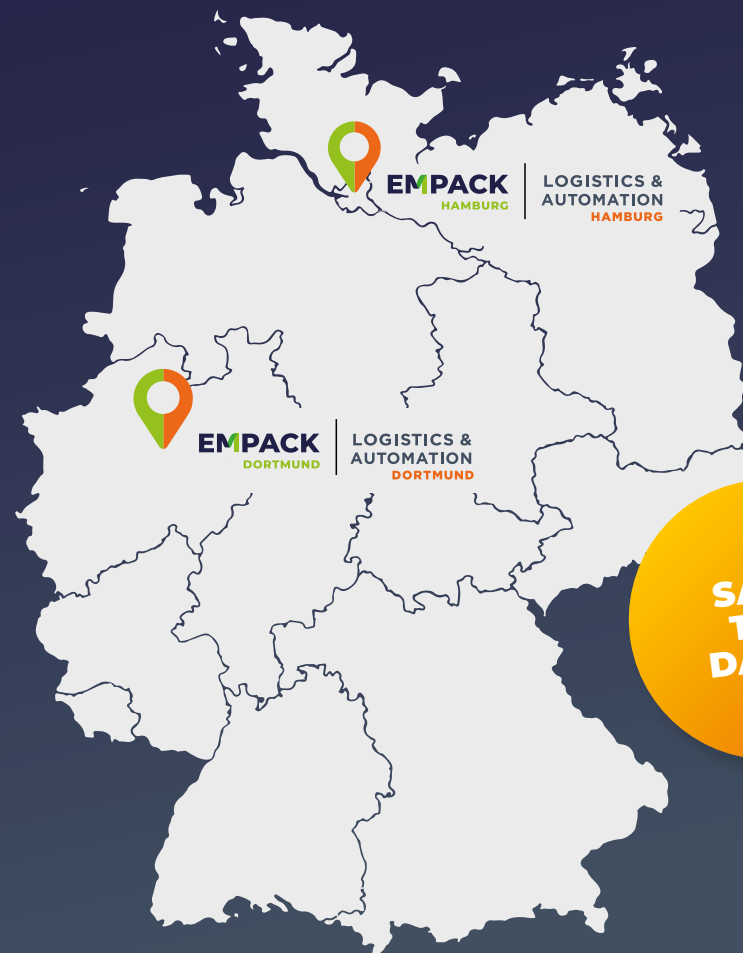 EMPACK
HAMBURG
LOGISTICS &
AUTOMATION
HAMBURG
EMPACK
DORTMUND
LOGISTICS &
AUTOMATION
DORTMUND